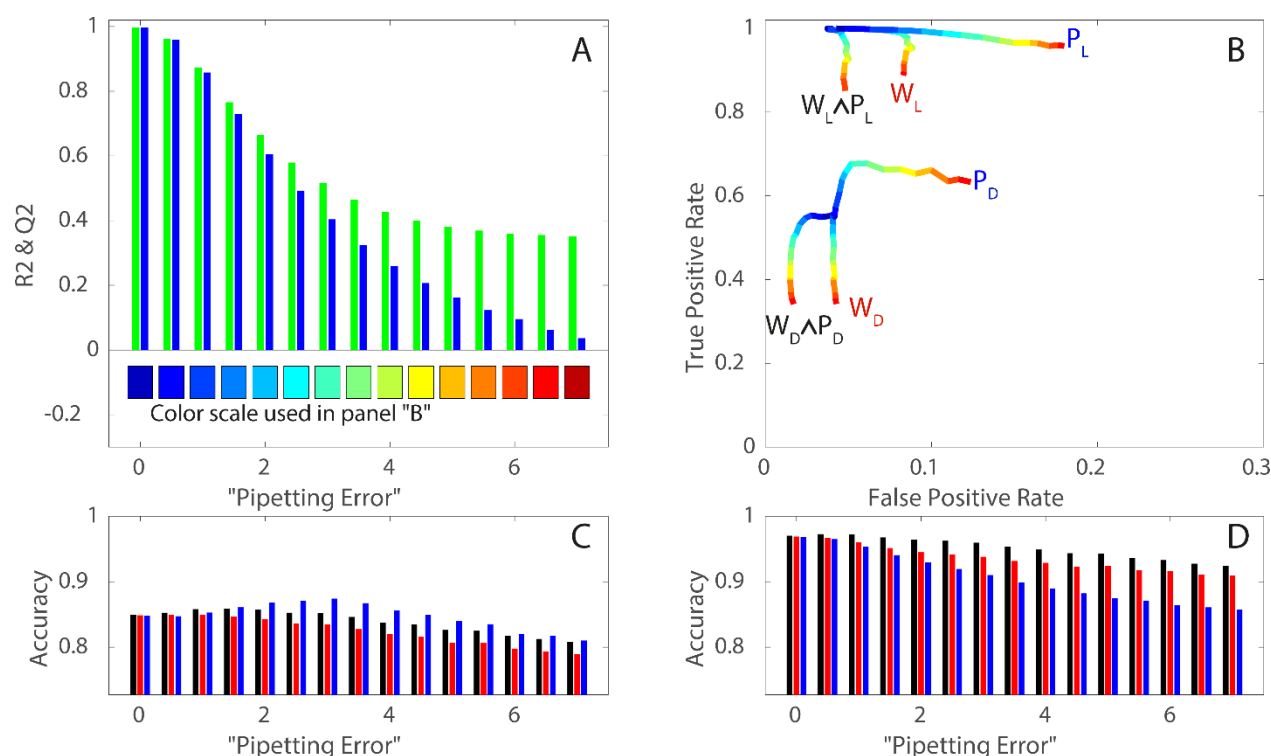 A
1
0.8
0.6
0.4
0.2
0
-0.2
R2 & Q2
Color scale used in panel "B"
0 2 4 6
"Pipetting Error"
B
1
0.8
0.6
0.4
0.2
0
True Positive Rate
P_L
W_L
W_L∧P_L
P_D
W_D
W_D∧P_D
0 0.1 0.2 0.3
False Positive Rate
C
1
0.9
0.8
Accuracy
0 2 4 6
"Pipetting Error"
D
1
0.9
0.8
Accuracy
0 2 4 6
"Pipetting Error"